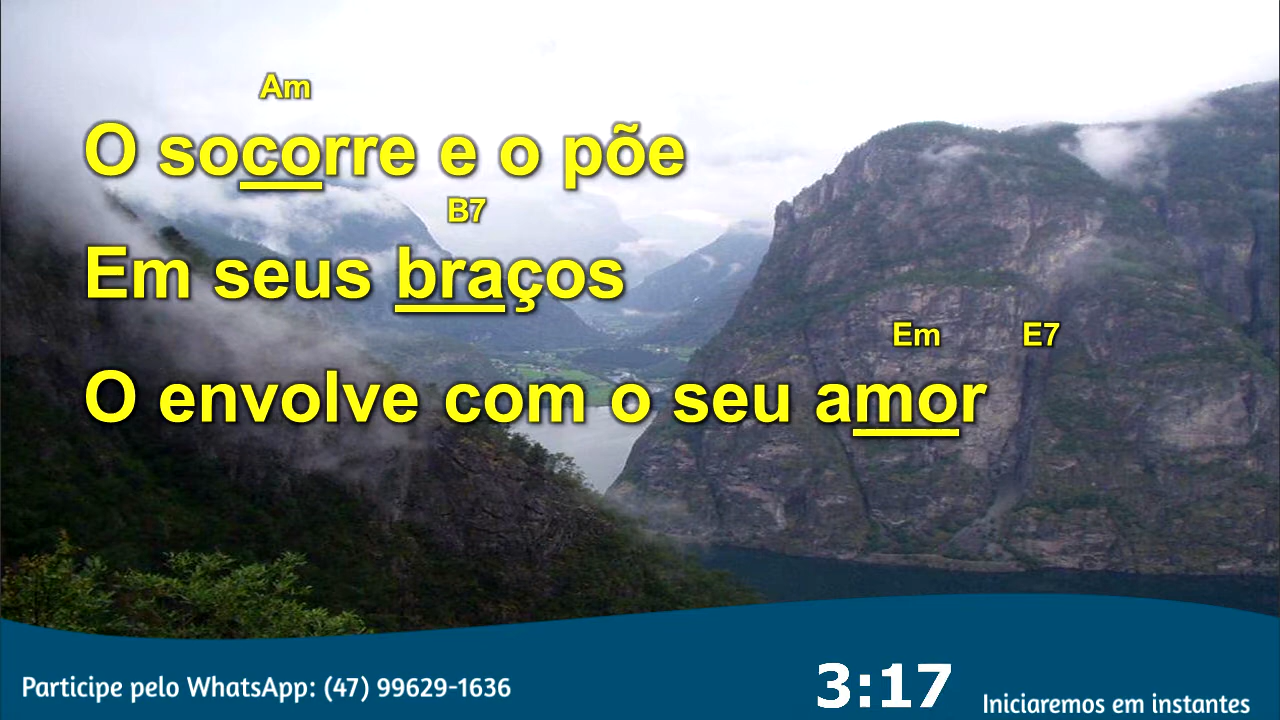 Am
O socorre e o põe
B7
Em seus braços
Em E7
O envolve com o seu amor
Participe pelo WhatsApp: (47) 99629-1636
3:17
Iniciaremos em instantes